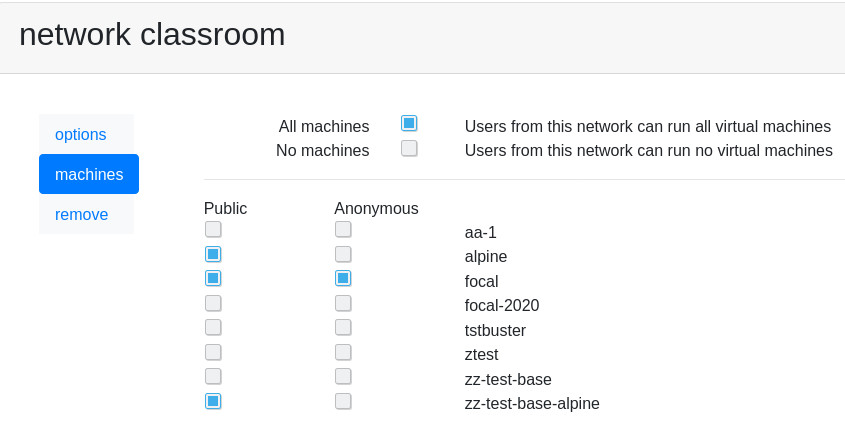 network classroom
options
machines
remove
All machines Users from this network can run all virtual machines
No machines Users from this network can run no virtual machines
Public Anonymous
aa-1
alpine
focal
focal-2020
tstbuster
ztest
zz-test-base
zz-test-base-alpine